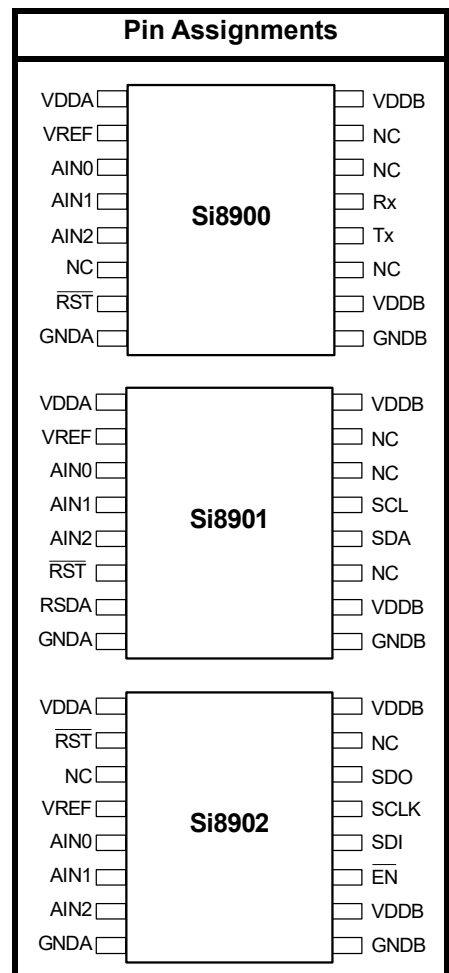 Pin Assignments
VDDA VDDB
VREF NC
AIN0 NC
AIN1 Rx
Si8900
AIN2 Tx
NC NC
RST VDDB
GNDA GNDB
VDDA VDDB
VREF NC
AIN0 NC
AIN1 SCL
Si8901
AIN2 SDA
RST NC
RSDA VDDB
GNDA GNDB
VDDA VDDB
RST NC
NC SDO
VREF SCLK
Si8902
AIN0 SDI
AIN1 EN
AIN2 VDDB
GNDA GNDB